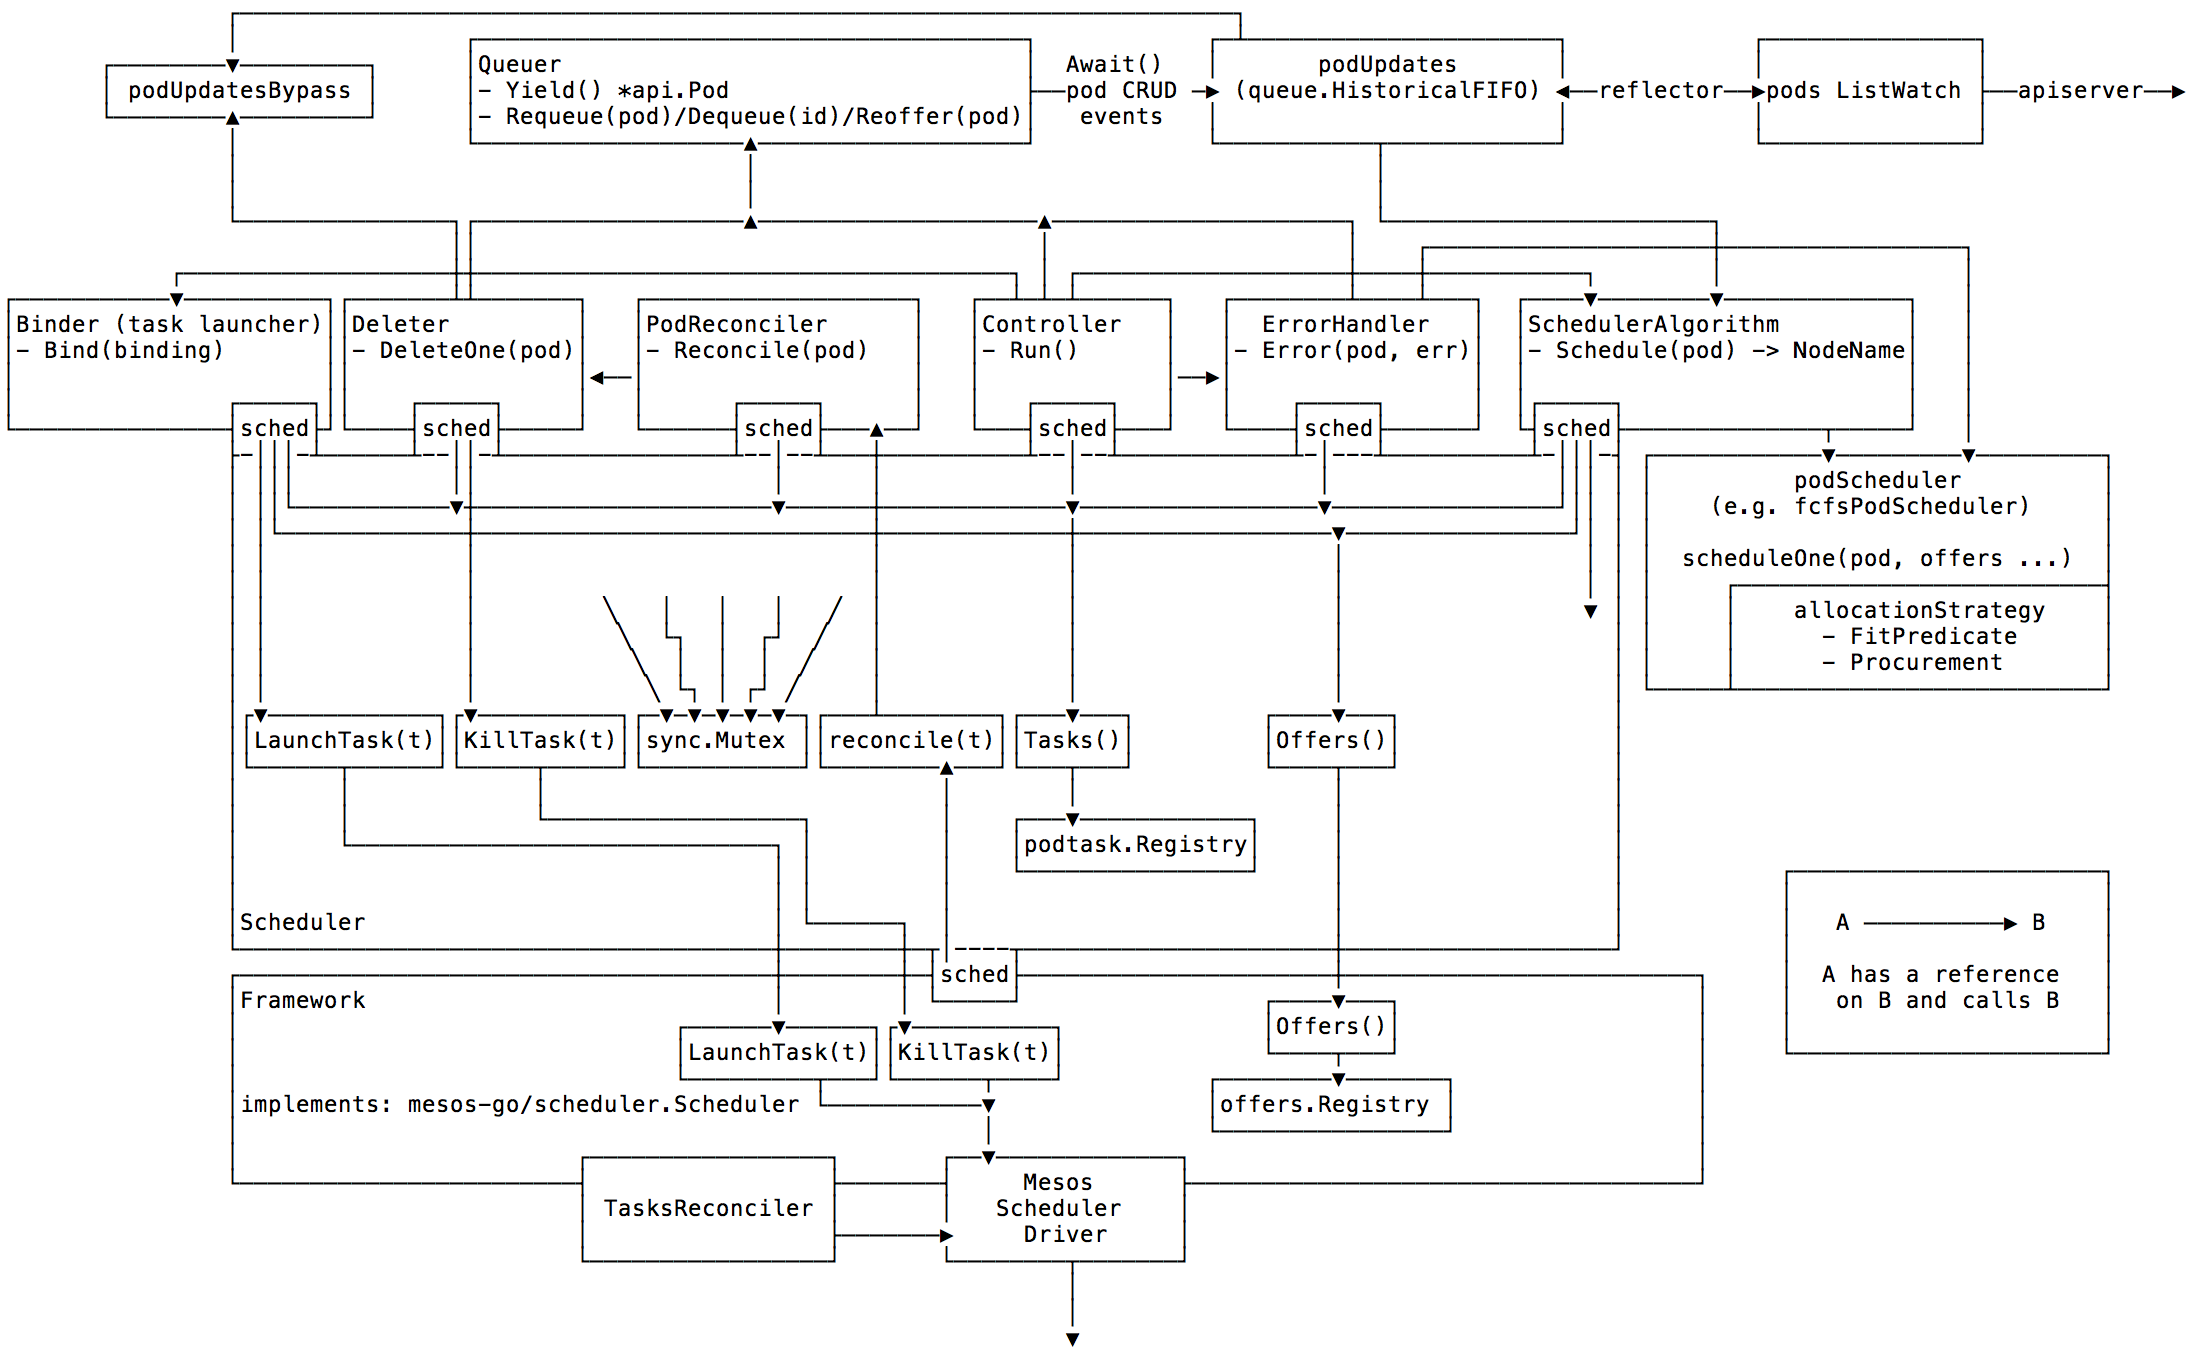 podUpdatesBypass
Queuer
- Yield() *api.Pod
- Requeue(pod)/Dequeue(id)/Reoffer(pod)
Await()
pod CRUD
events
podUpdates
(queue.HistoricalFIFO)
reflector
pods ListWatch
apiserver
Binder (task launcher)
- Bind(binding)
sched
Deleter
- DeleteOne(pod)
sched
PodReconciler
- Reconcile(pod)
sched
Controller
- Run()
sched
ErrorHandler
- Error(pod, err)
sched
SchedulerAlgorithm
- Schedule(pod) -> NodeName
sched
podScheduler
(e.g. fcfsPodScheduler)
scheduleOne(pod, offers ...)
allocationStrategy
- FitPredicate
- Procurement
LaunchTask(t)
KillTask(t)
sync.Mutex
reconcile(t)
Tasks()
Offers()
podtask.Registry
Scheduler
A
B
A has a reference
on B and calls B
sched
Framework
Offers()
LaunchTask(t)
KillTask(t)
implements: mesos-go/scheduler.Scheduler
offers.Registry
TasksReconciler
Mesos
Scheduler
Driver